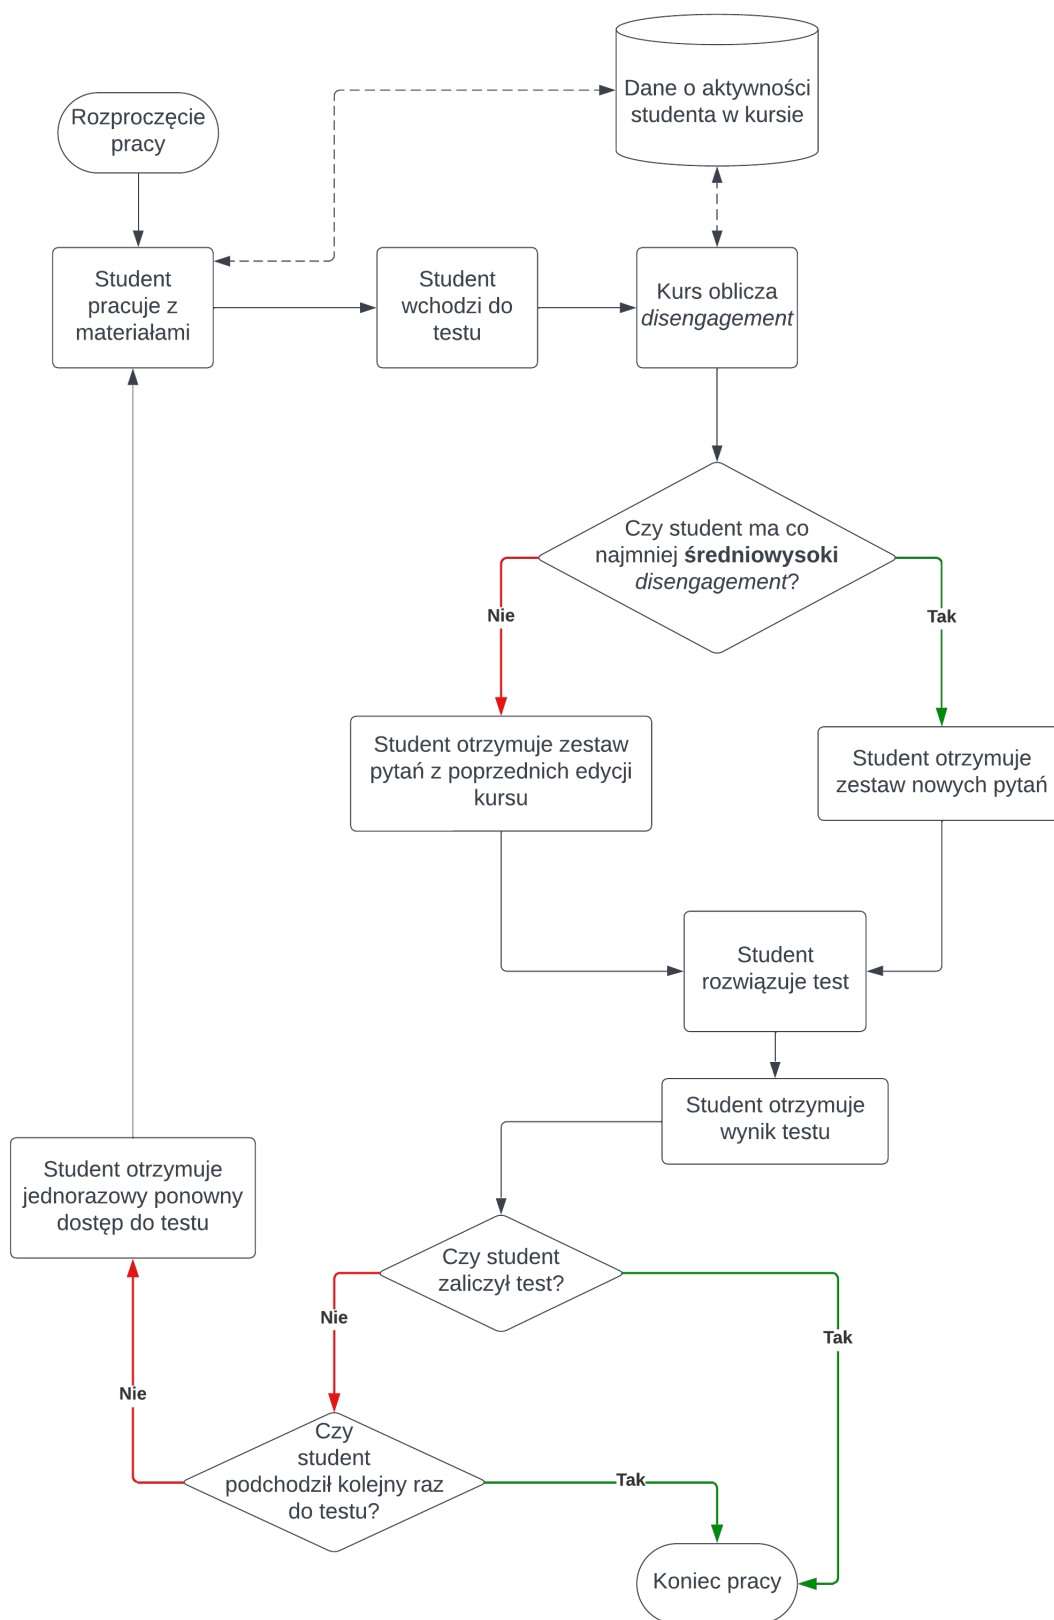 Dane o aktywności
studenta w kursie
Rozproczęcie
pracy
Student
pracuje z
materiałami
Student
wchodzi do
testu
Kurs oblicza
disengagement
Czy student ma co
najmniej średniowysoki
disengagement?
Nie
Tak
Student otrzymuje zestaw
pytań z poprzednich edycji
kursu
Student otrzymuje
zestaw nowych pytań
Student
rozwiązuje test
Student otrzymuje
wynik testu
Student otrzymuje
jednorazowy ponowny
dostęp do testu
Czy student
zaliczył test?
Nie
Tak
Nie
Czy
student
podchodził kolejny raz
do testu?
Tak
Koniec pracy